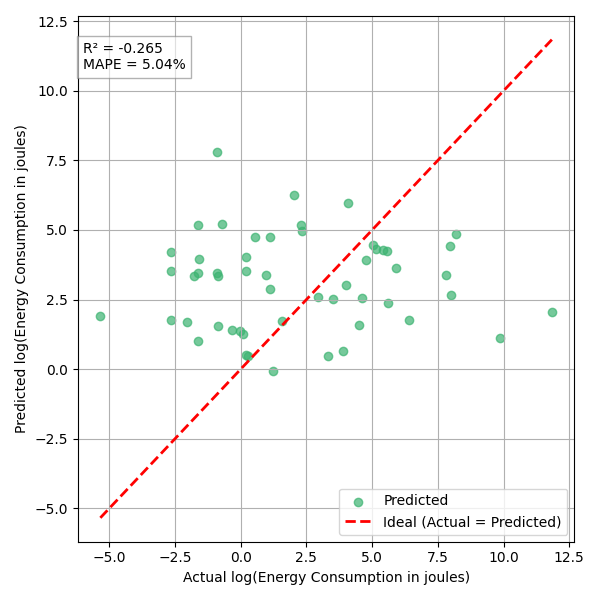 12.5
10.0
7.5
5.0
2.5
0.0
−2.5
−5.0
Predicted log(Energy Consumption in joules)
R² = -0.265
MAPE = 5.04%
Predicted
Ideal (Actual = Predicted)
−5.0 −2.5 0.0 2.5 5.0 7.5 10.0 12.5
Actual log(Energy Consumption in joules)